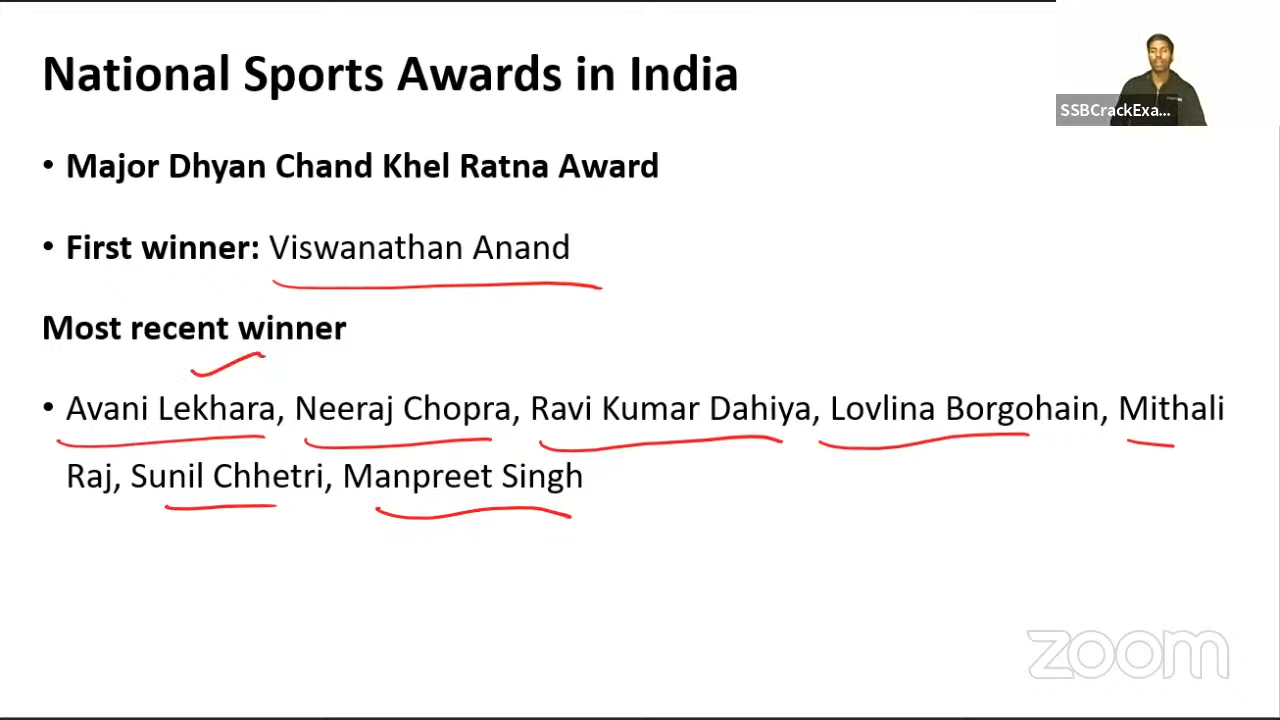 National Sports Awards in India
SSBCrackExa...
• Major Dhyan Chand Khel Ratna Award
• First winner: Viswanathan Anand
Most recent winner
• Avani Lekhara, Neeraj Chopra, Ravi Kumar Dahiya, Lovlina Borgohain, Mithali
Raj, Sunil Chhetri, Manpreet Singh
zoom